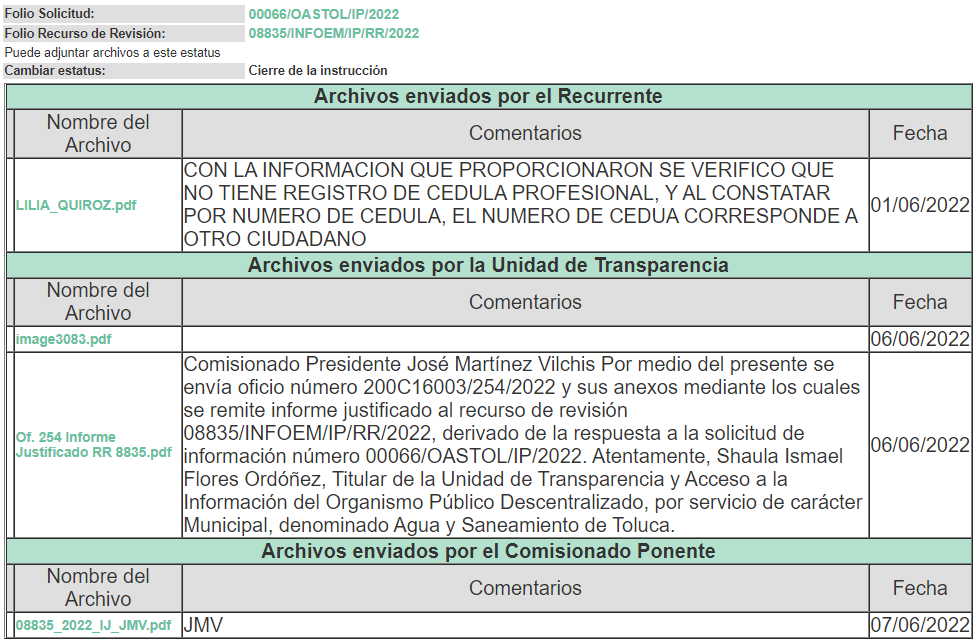 Folio Solicitud: 00066/OASTOL/IP/2022
Folio Recurso de Revisión: 08835/INFOEM/IP/RR/2022
Puede adjuntar archivos a este estatus
Cambiar estatus: Cierre de la instrucción
Archivos enviados por el Recurrente
Nombre del
Archivo
Comentarios
Fecha
LILIA_QUIROZ.pdf
CON LA INFORMACION QUE PROPORCIONARON SE VERIFICO QUE
NO TIENE REGISTRO DE CEDULA PROFESIONAL, Y AL CONSTATAR
POR NUMERO DE CEDULA, EL NUMERO DE CEDUA CORRESPONDE A
OTRO CIUDADANO
01/06/2022
Archivos enviados por la Unidad de Transparencia
Nombre del
Archivo
Comentarios
Fecha
image3083.pdf
06/06/2022
Of. 254 Informe
Justificado RR 8835.pdf
Comisionado Presidente José Martínez Vilchis Por medio del presente se
envía oficio número 200C16003/254/2022 y sus anexos mediante los cuales
se remite informe justificado al recurso de revisión
08835/INFOEM/IP/RR/2022, derivado de la respuesta a la solicitud de
información número 00066/OASTOL/IP/2022. Atentamente, Shaula Ismael
Flores Ordóñez, Titular de la Unidad de Transparencia y Acceso a la
Información del Organismo Público Descentralizado, por servicio de carácter
Municipal, denominado Agua y Saneamiento de Toluca.
06/06/2022
Archivos enviados por el Comisionado Ponente
Nombre del
Archivo
Comentarios
Fecha
08835_2022_IJ_JMV.pdf
JMV
07/06/2022